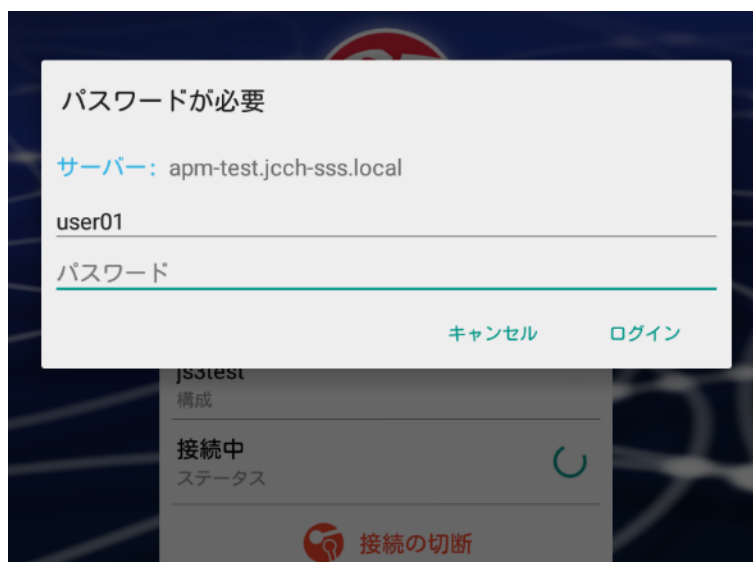 パスワードが必要
サーバー: apm-test.jcch-sss.local
user01
パスワード
キャンセル ログイン
js3test
構成
接続中
ステータス
接続の切断